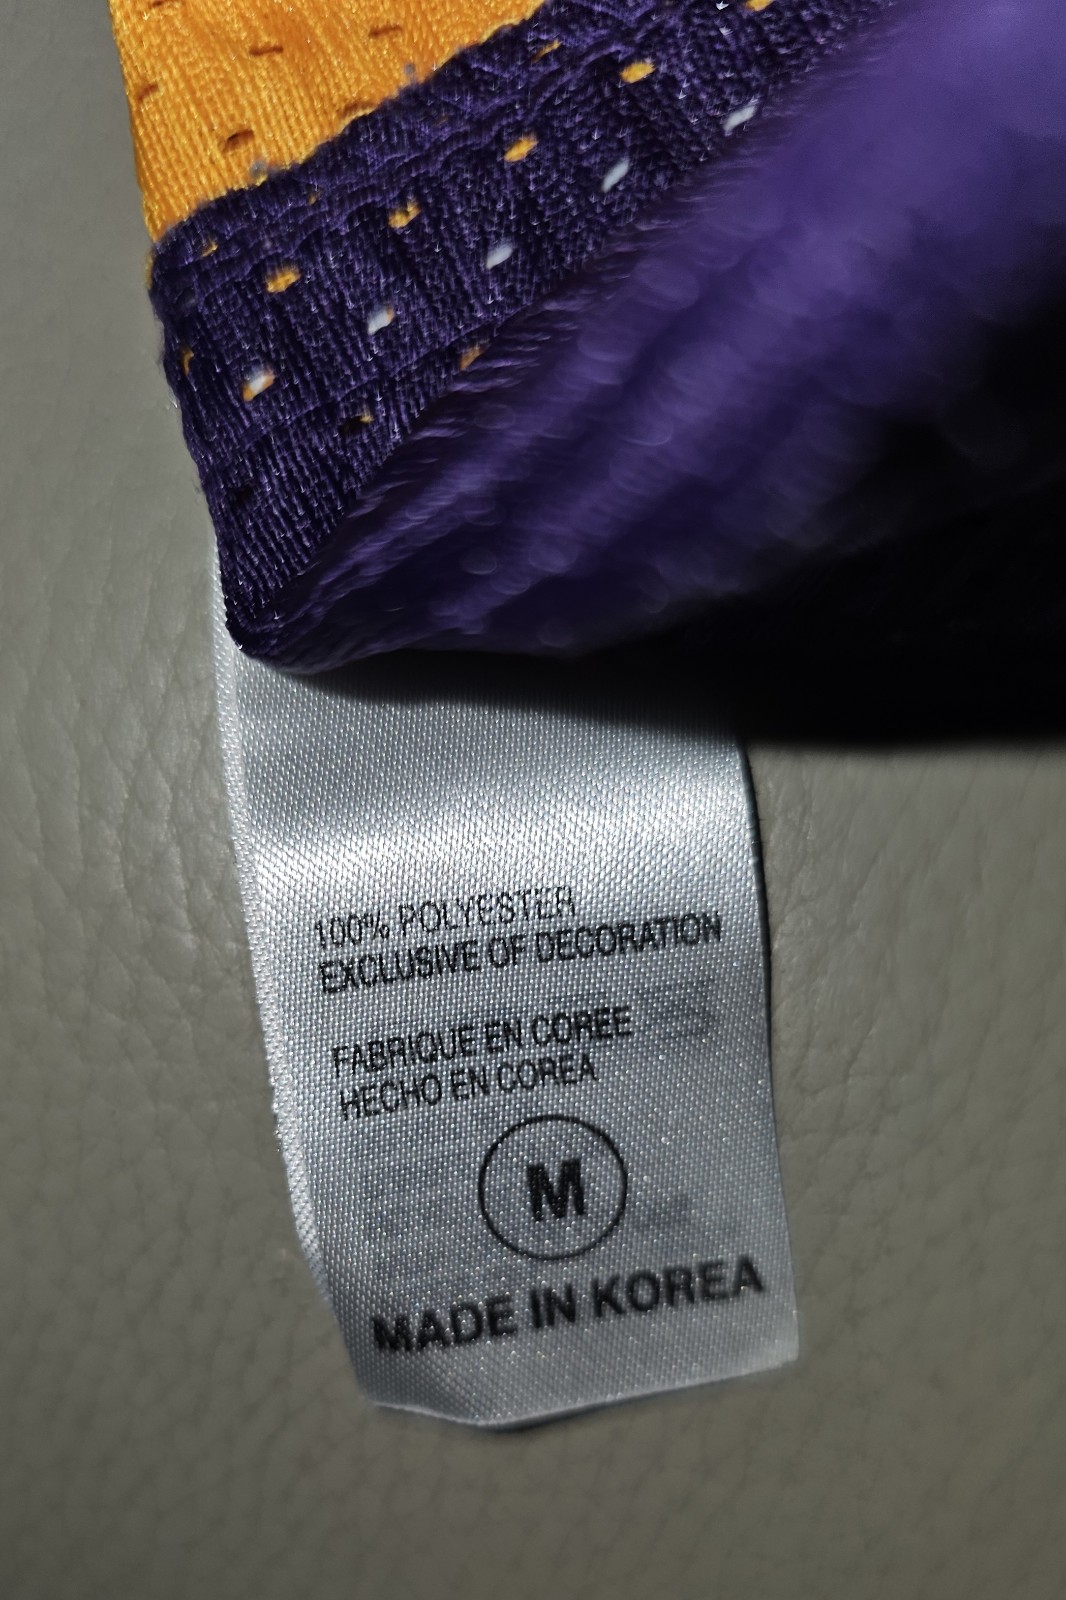 100% POLYESTER
EXCLUSIVE OF DECORATION
FABRIQUE EN COREE
HECHO EN COREA
M
MADE IN KOREA